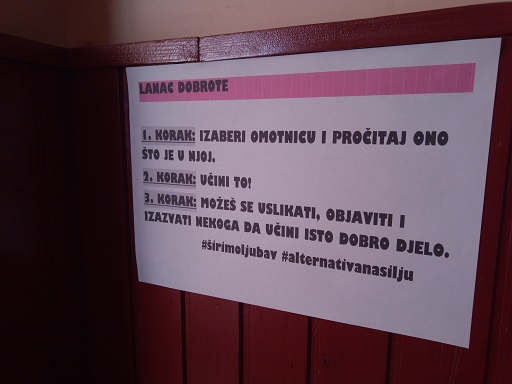 LANAC DOBROTE
1. KORAK: IZABERI OMOTNICU I PROČITAJ ONO
ŠTO JE U NJOJ.
2. KORAK: UČINI TO!
3. KORAK: MOŽEŠ SE USLIKATI, OBJAVITI I
IZAZVATI NEKOGA DA UČINI ISTO DOBRO DJELO.
#širimoljubav #alternativanasilju